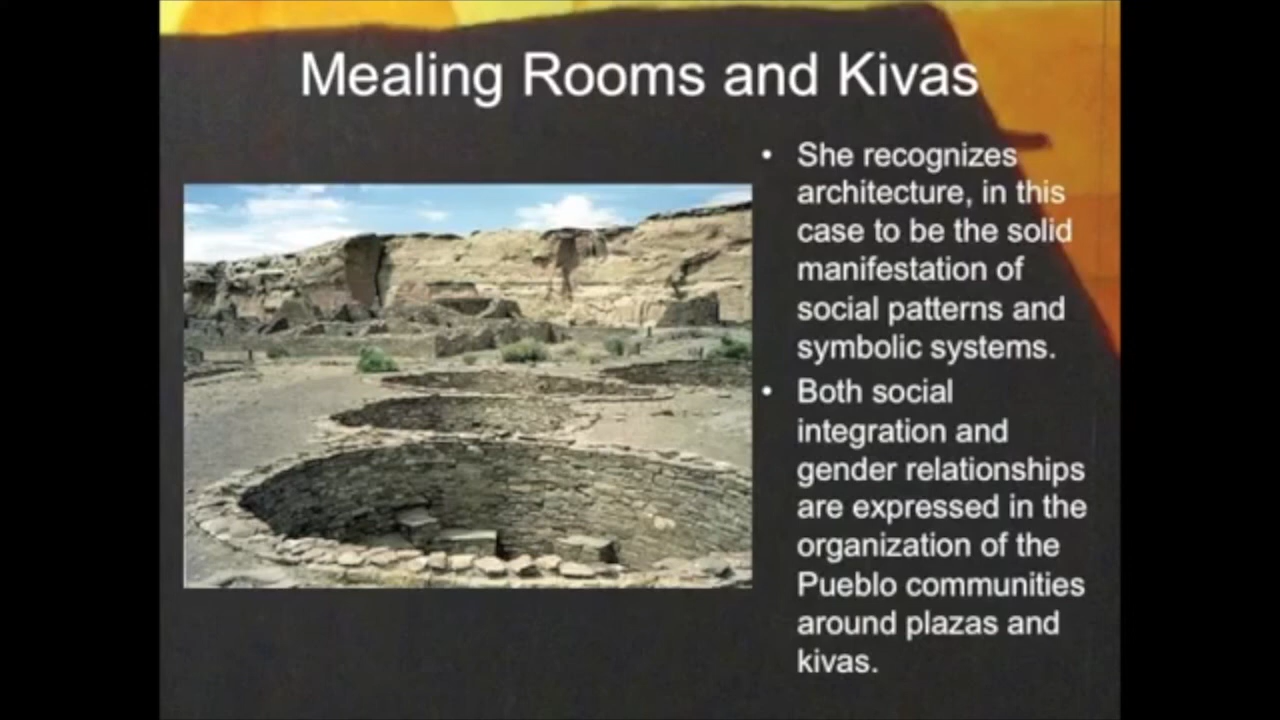 Mealing Rooms and Kivas
• She recognizes
architecture, in this
case to be the solid
manifestation of
social patterns and
symbolic systems.
• Both social
integration and
gender relationships
are expressed in the
organization of the
Pueblo communities
around plazas and
kivas.